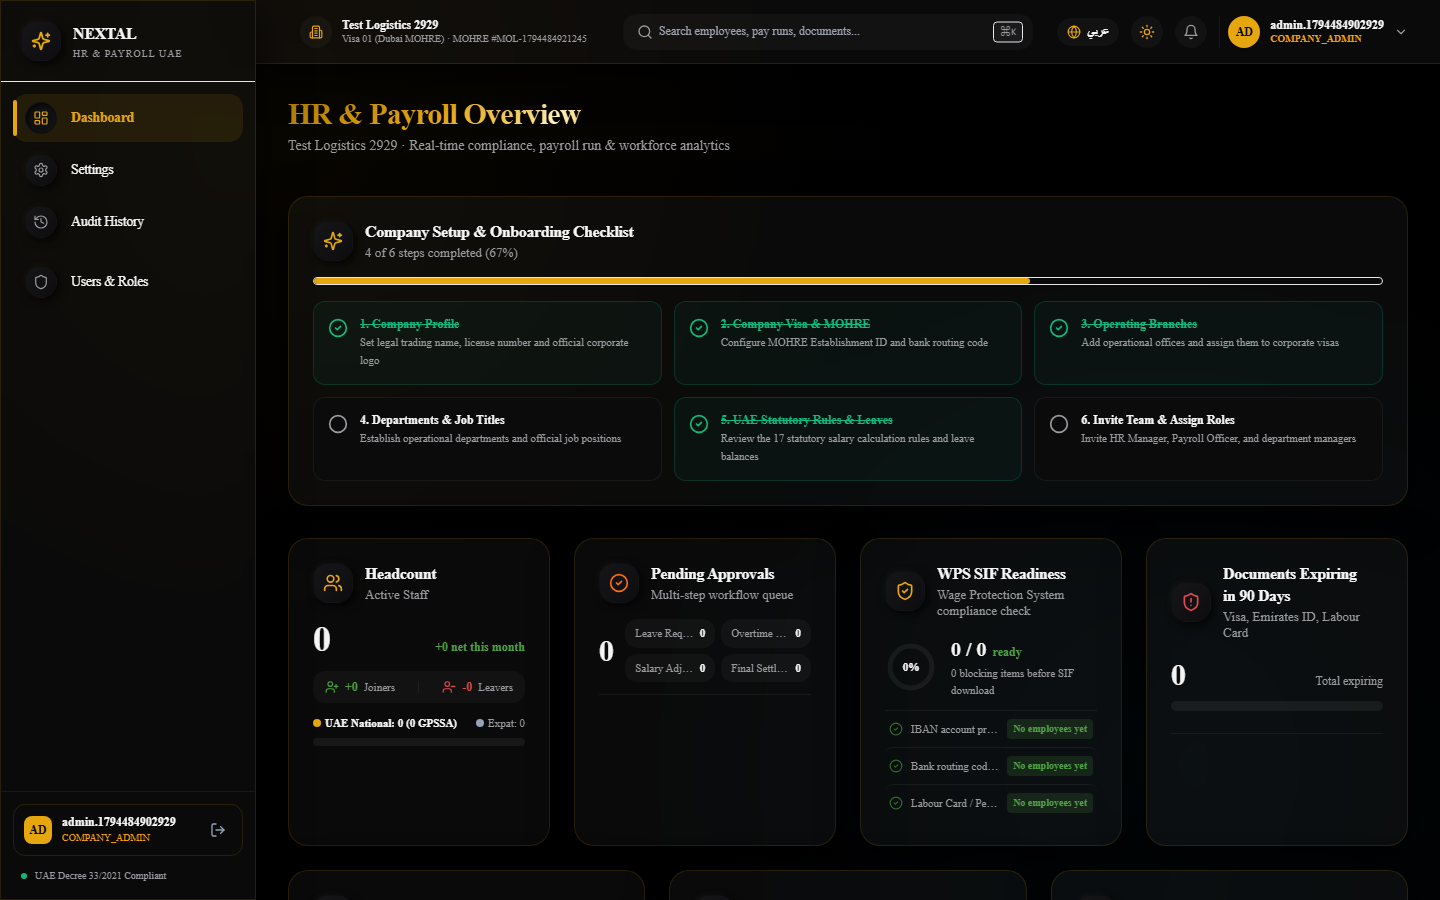 NEXTAL
HR & PAYROLL UAE
Dashboard
Settings
Audit History
Users & Roles
AD
admin.1794484902929
COMPANY_ADMIN
UAE Decree 33/2021 Compliant
Test Logistics 2929
Visa 01 (Dubai MOHRE) · MOHRE #MOL-1794484921245
Search employees, pay runs, documents...
⌘K
عربي
AD
admin.1794484902929
COMPANY_ADMIN
HR & Payroll Overview
Test Logistics 2929 · Real-time compliance, payroll run & workforce analytics
Company Setup & Onboarding Checklist
4 of 6 steps completed (67%)
1. Company Profile
Set legal trading name, license number and official corporate
logo
2. Company Visa & MOHRE
Configure MOHRE Establishment ID and bank routing code
3. Operating Branches
Add operational offices and assign them to corporate visas
4. Departments & Job Titles
Establish operational departments and official job positions
5. UAE Statutory Rules & Leaves
Review the 17 statutory salary calculation rules and leave
balances
6. Invite Team & Assign Roles
Invite HR Manager, Payroll Officer, and department managers
Headcount
Active Staff
0
+0 net this month
+0 Joiners
-0 Leavers
UAE National: 0 (0 GPSSA)
Expat: 0
Pending Approvals
Multi-step workflow queue
0
Leave Req... 0
Overtime ... 0
Salary Adj... 0
Final Settl... 0
WPS SIF Readiness
Wage Protection System
compliance check
0%
0 / 0 ready
0 blocking items before SIF
download
IBAN account pr... No employees yet
Bank routing cod... No employees yet
Labour Card / Pe... No employees yet
Documents Expiring
in 90 Days
Visa, Emirates ID, Labour
Card
0
Total expiring